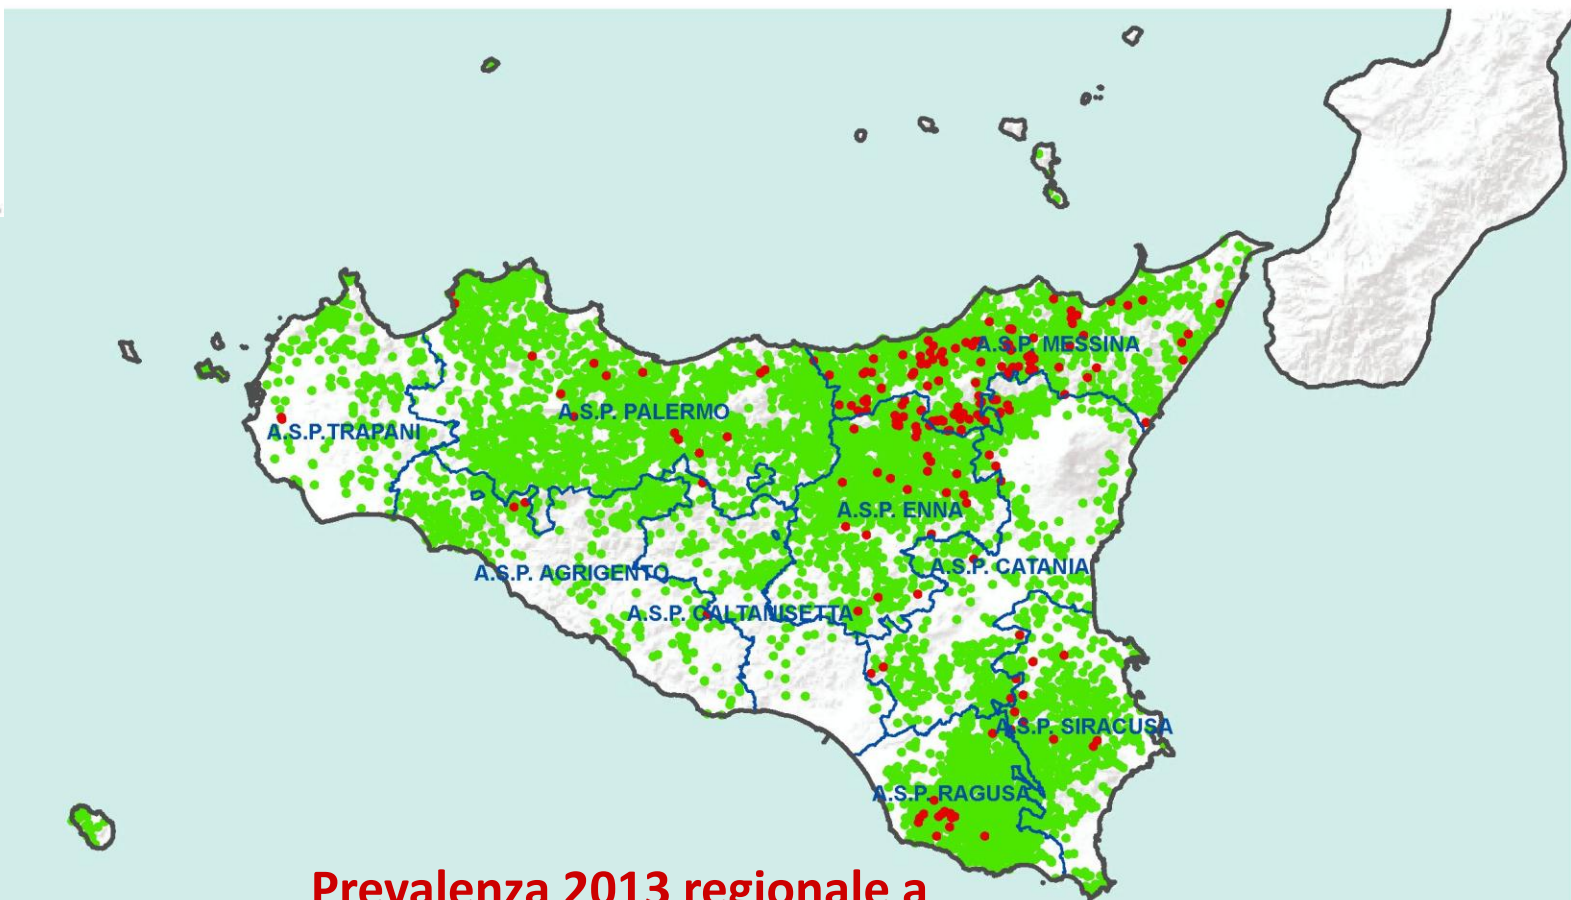 A.S.P. MESSINA
A.S.P. PALERMO
A.S.P.TRAPANI
A.S.P. ENNA
A.S.P. CATANIA
A.S.P. AGRIGENTO
A.S.P. CALTANISETTA
A.S.P. SIRACUSA
A.S.P. RAGUSA
Prevalenza 2013 regionale a